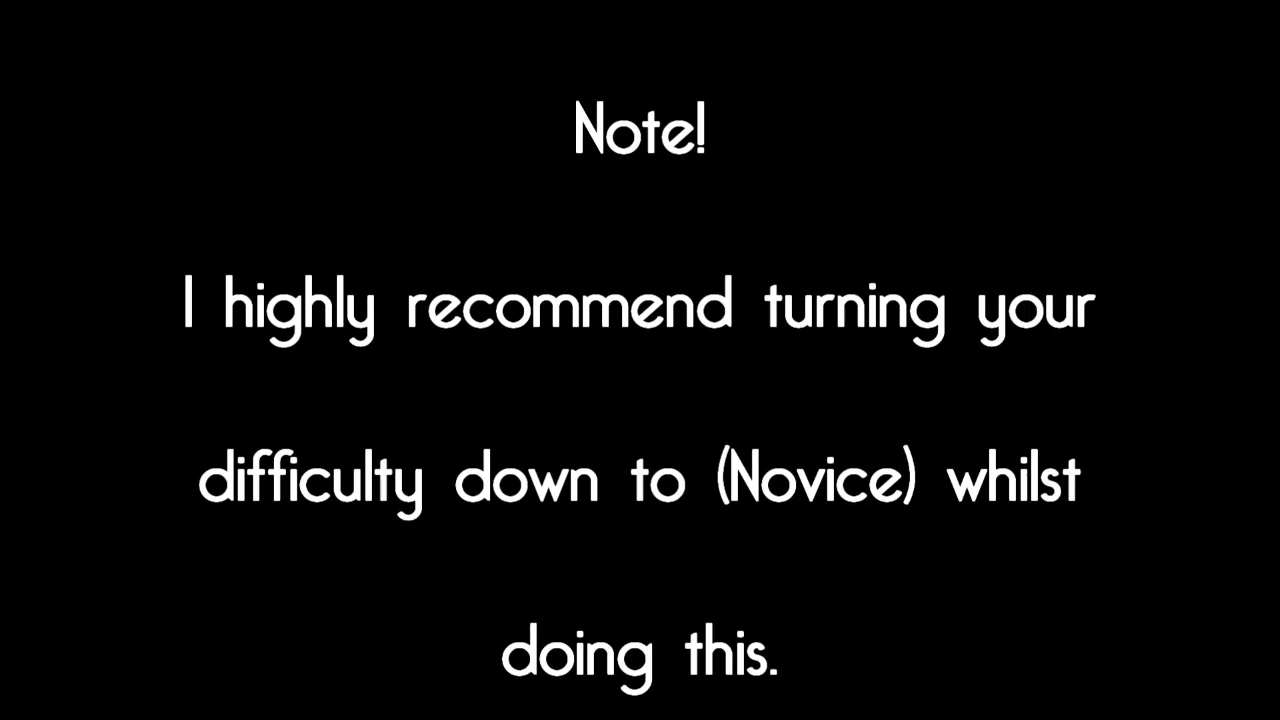 Note!
I highly recommend turning your
difficulty down to (Novice) whilst
doing this.